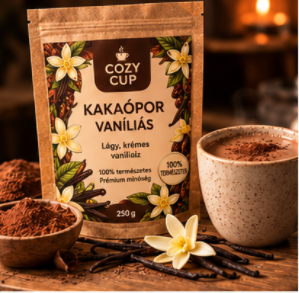 COZY
CUP
KAKAÓPOR
VANÍLIÁS
Lágy, krémes
vaníliaíz
100% természetes
Prémium minőség
100%
TERMÉSZETES
250 g